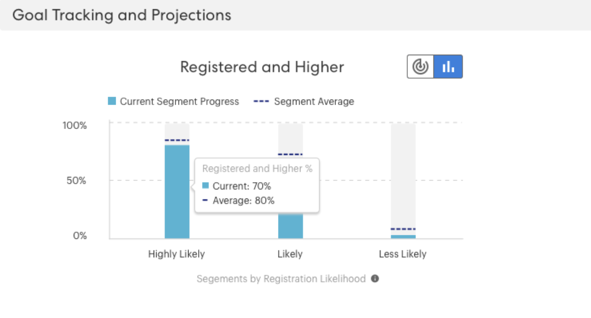 Goal Tracking and Projections
Registered and Higher
Current Segment Progress
Segment Average
100%
50%
0%
Registered and Higher %
Current: 70%
Average: 80%
Highly Likely
Likely
Less Likely
Segements by Registration Likelihood